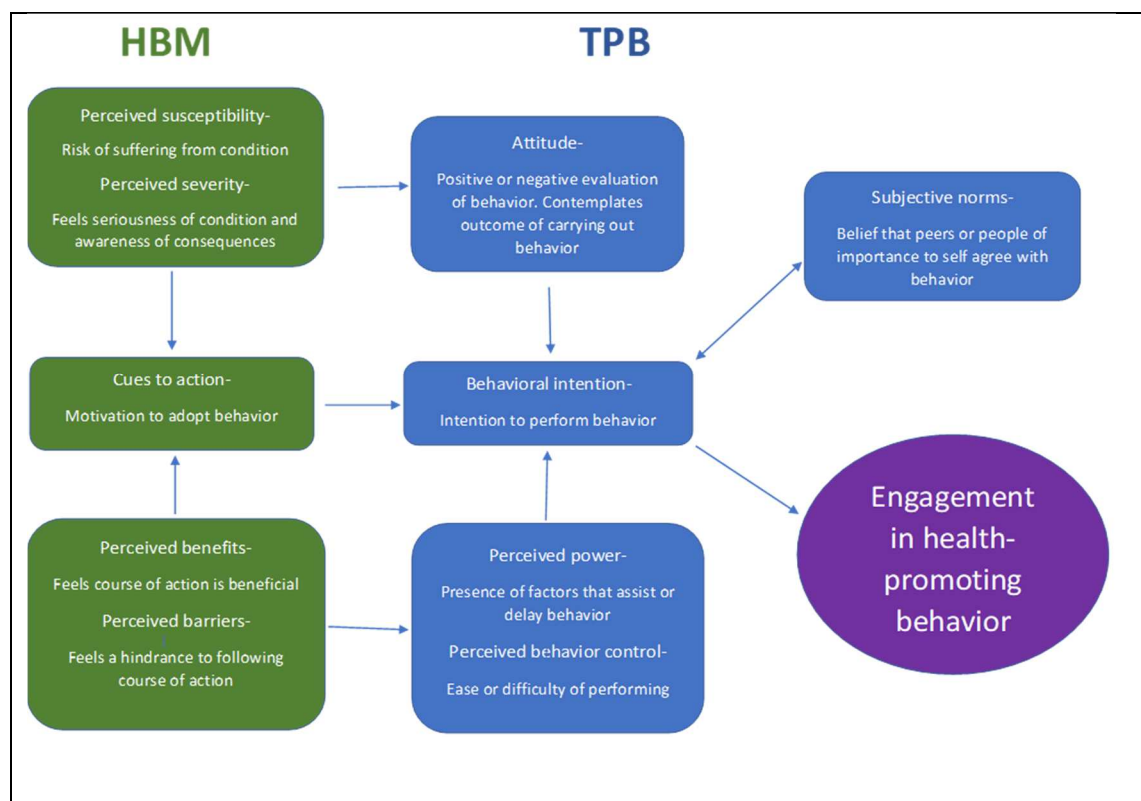 HBM
TPB
Perceived susceptibility-
Risk of suffering from condition
Perceived severity-
Feels seriousness of condition and
awareness of consequences
Attitude-
Positive or negative evaluation
of behavior. Contemplates
outcome of carrying out
behavior
Subjective norms-
Belief that peers or people of
importance to self agree with
behavior
Cues to action-
Motivation to adopt behavior
Behavioral intention-
Intention to perform behavior
Perceived benefits-
Feels course of action is beneficial
Perceived barriers-
Feels a hindrance to following
course of action
Perceived power-
Presence of factors that assist or
delay behavior
Perceived behavior control-
Ease or difficulty of performing
Engagement
in health-
promoting
behavior